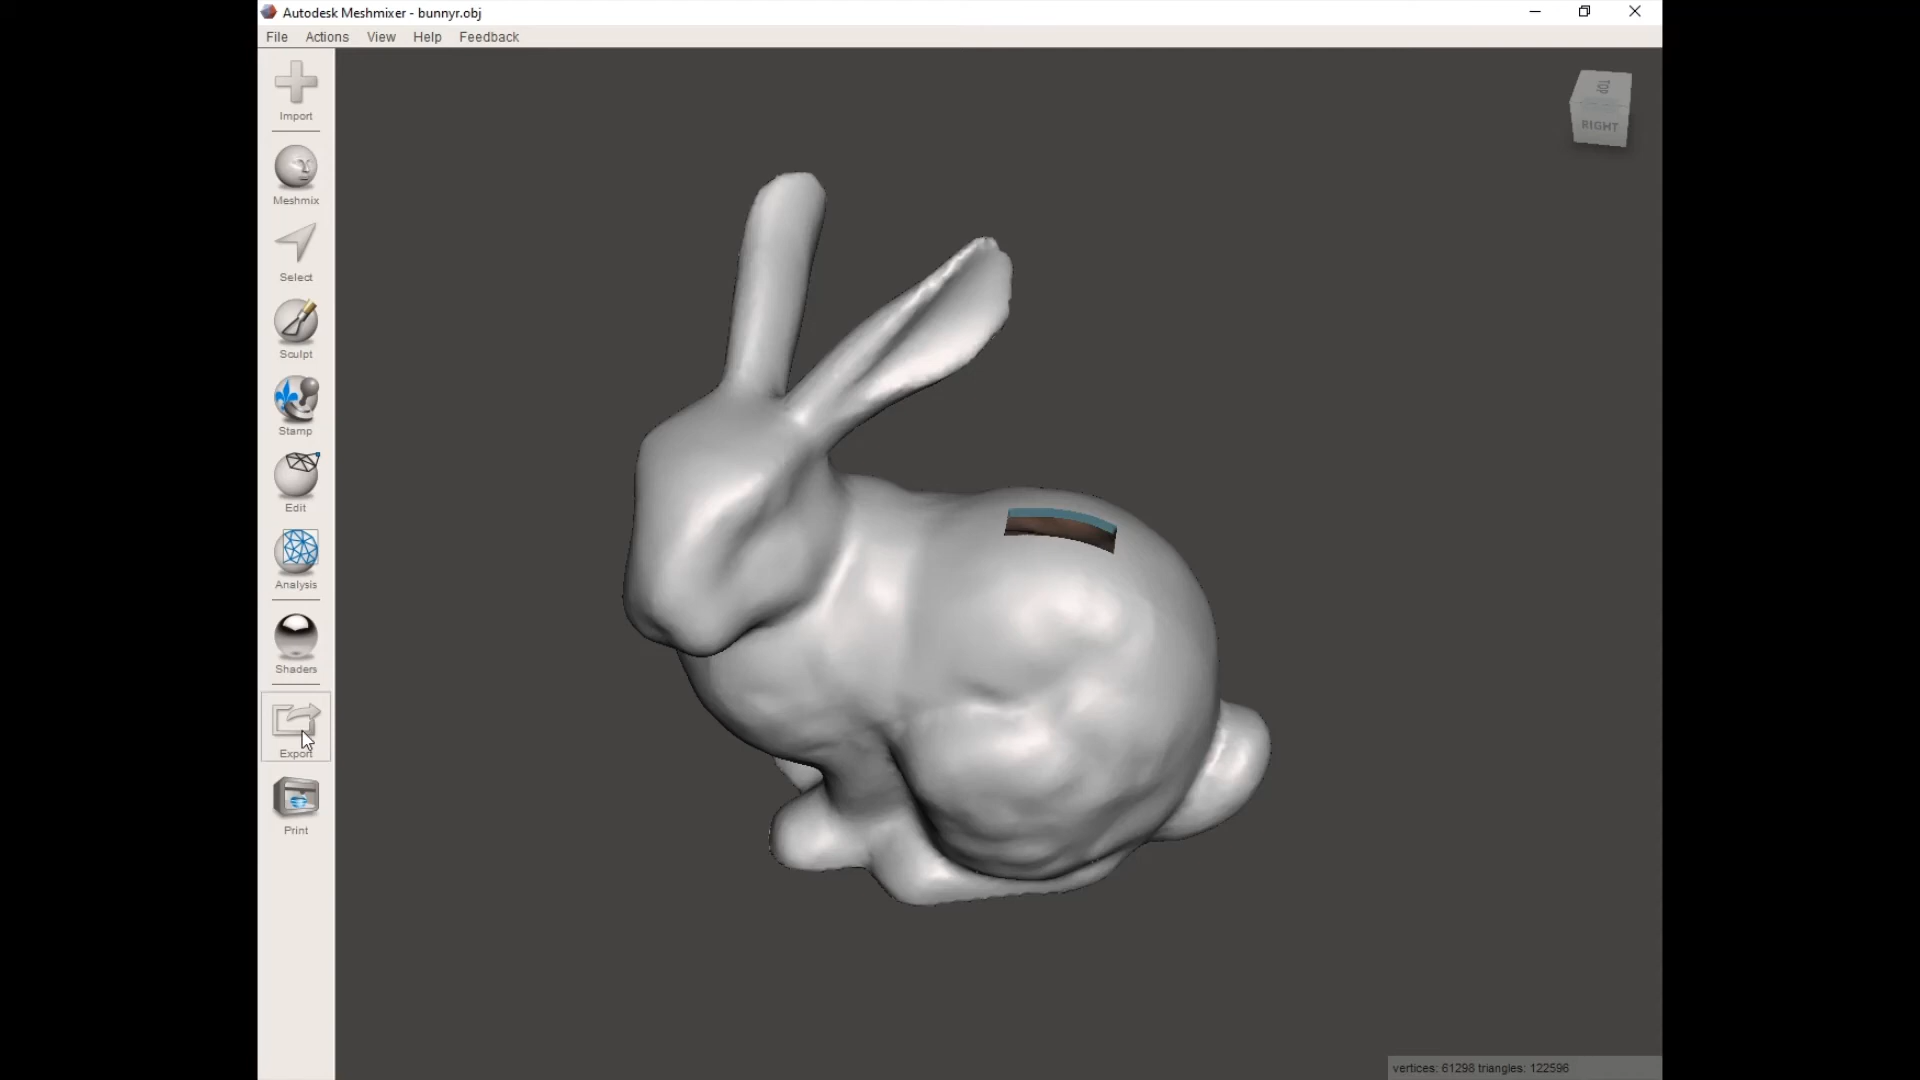 Autodesk Meshmixer - bunnyr.obj
File Actions View Help Feedback
Import
Meshmix
Select
Sculpt
Stamp
Edit
Analysis
Shaders
Export
Print
TOP
RIGHT
vertices: 61298 triangles: 122596